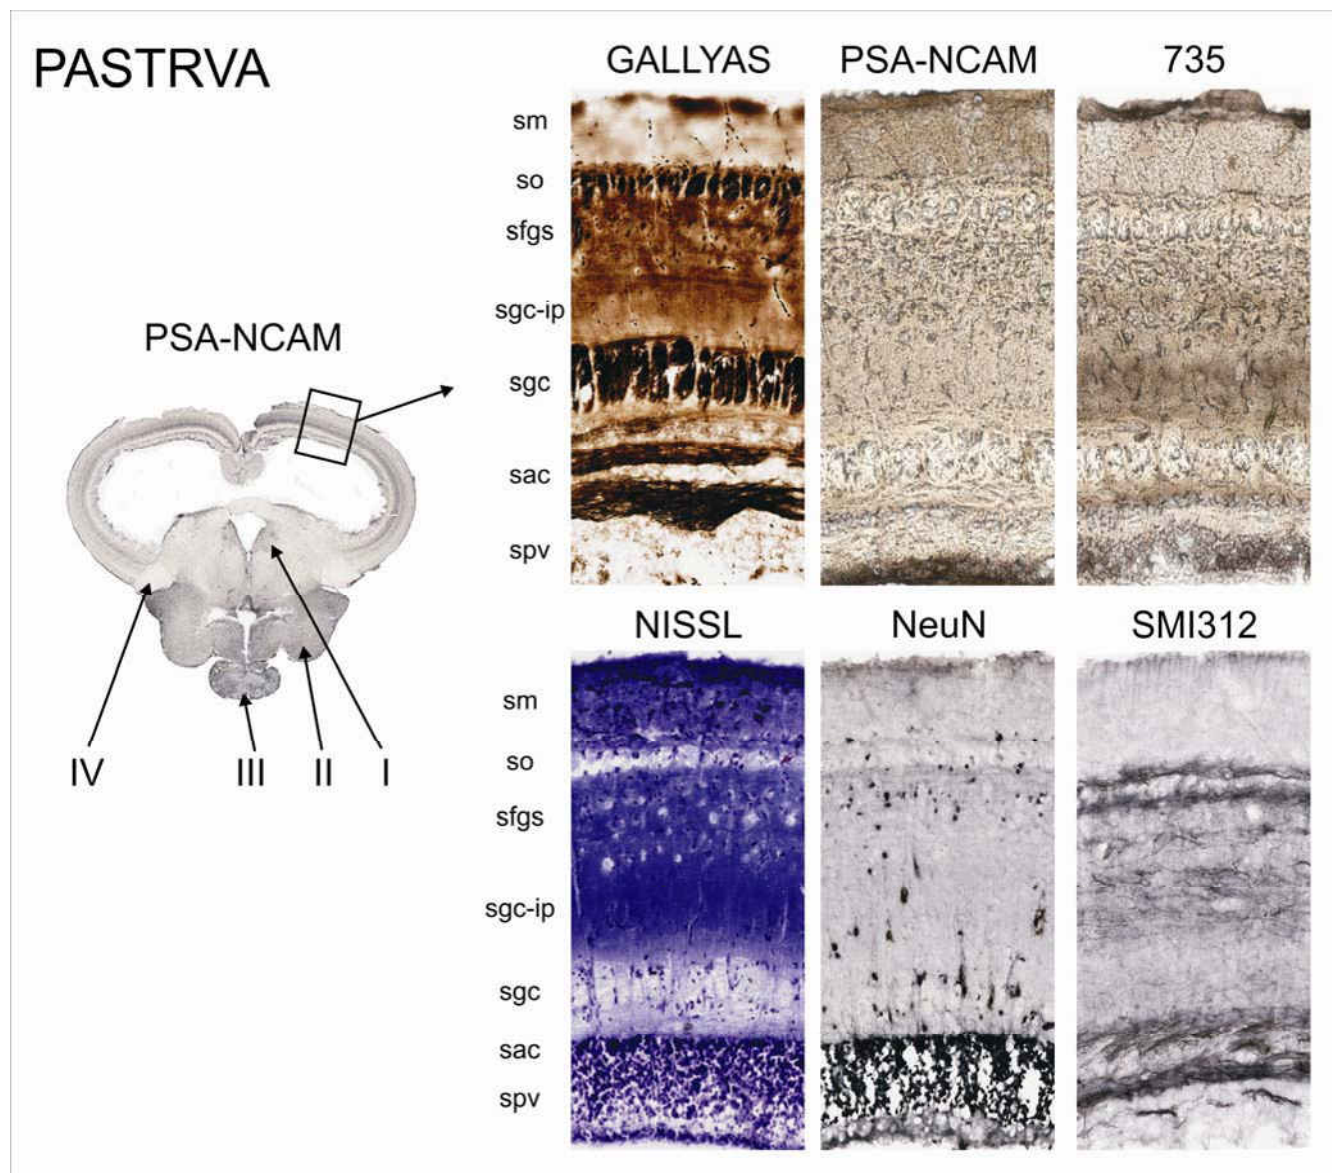 PASTRVA
GALLYAS
PSA-NCAM
735
sm
so
sfgs
sgc-ip
sgc
sac
spv
PSA-NCAM
IV
III
II
I
NISSL
NeuN
SMI312
sm
so
sfgs
sgc-ip
sgc
sac
spv